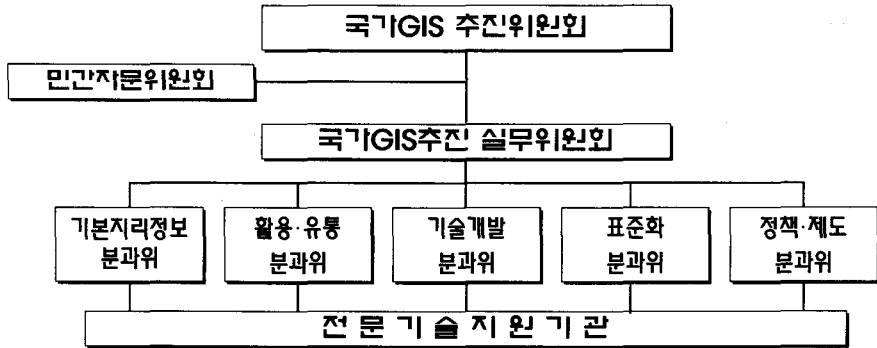 국가GIS 추진위원회
민간자문위원회
국가GIS추진 실무위원회
기본지리정보
분과위
활용·유통
분과위
기술개발
분과위
표준화
분과위
정책·제도
분과위
전문기술지원기관